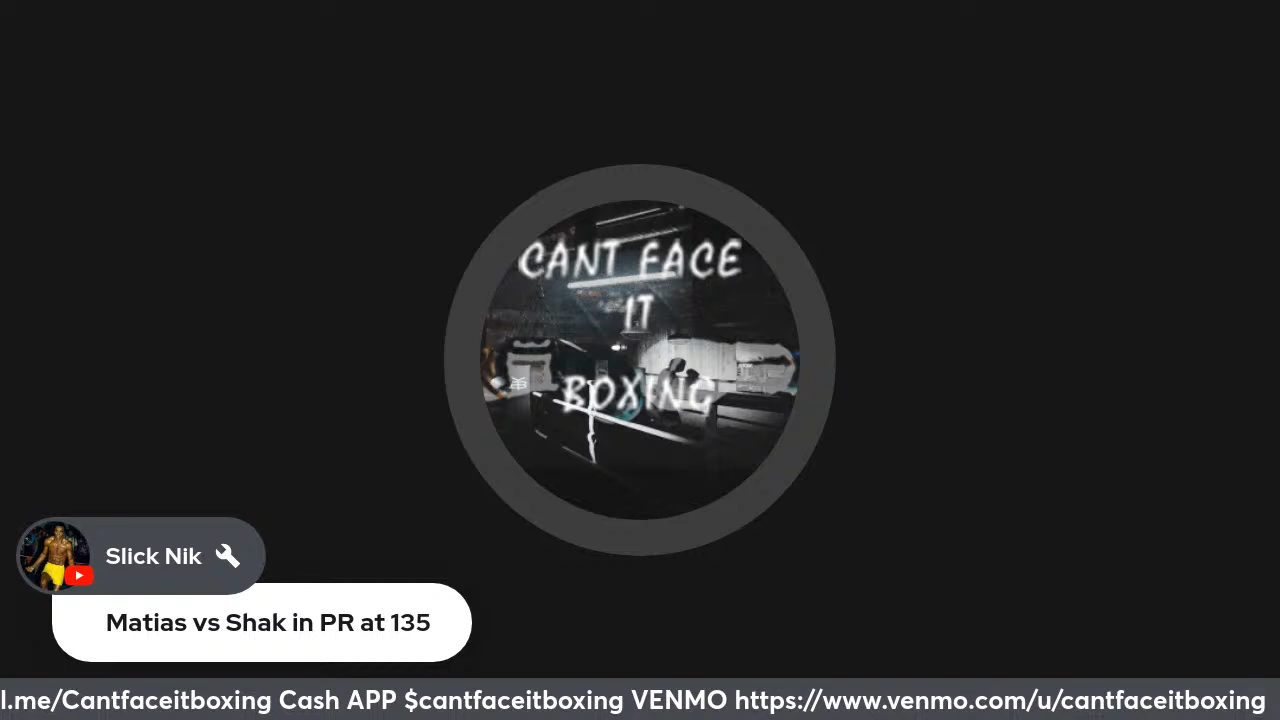 CANT FACE
IT
BOXING
Slick Nik
Matias vs Shak in PR at 135
l.me/Cantfaceitboxing Cash APP $cantfaceitboxing VENMO https://www.venmo.com/u/cantfaceitboxing